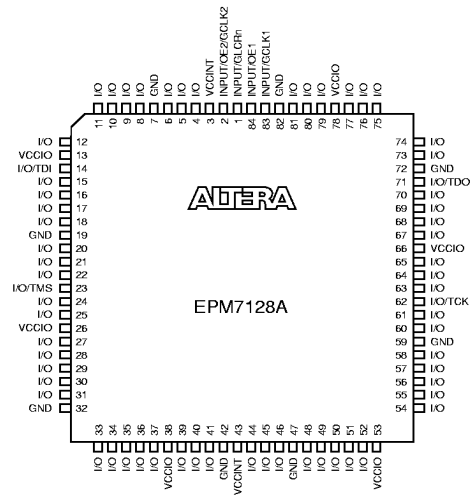 I/O I/O I/O I/O GND I/O I/O I/O VCCINT INPUT/OE2/GCLK2 INPUT/GLCRn INPUT/OE1 INPUT/GCLK1 GND I/O I/O I/O VCCIO I/O I/O I/O
11 10 9 8 7 6 5 4 3 2 1 84 83 82 81 80 79 78 77 76 75
I/O 12
VCCIO 13
I/O/TDI 14
I/O 15
I/O 16
I/O 17
I/O 18
GND 19
I/O 20
I/O 21
I/O 22
I/O/TMS 23
I/O 24
I/O 25
VCCIO 26
I/O 27
I/O 28
I/O 29
I/O 30
I/O 31
GND 32
ALTERA
EPM7128A
74 I/O
73 I/O
72 GND
71 I/O/TDO
70 I/O
69 I/O
68 I/O
67 I/O
66 VCCIO
65 I/O
64 I/O
63 I/O
62 I/O/TCK
61 I/O
60 I/O
59 GND
58 I/O
57 I/O
56 I/O
55 I/O
54 I/O
33 34 35 36 37 38 39 40 41 42 43 44 45 46 47 48 49 50 51 52 53
I/O I/O I/O I/O I/O VCCIO I/O I/O I/O GND VCCINT I/O I/O I/O GND I/O I/O I/O I/O I/O VCCIO